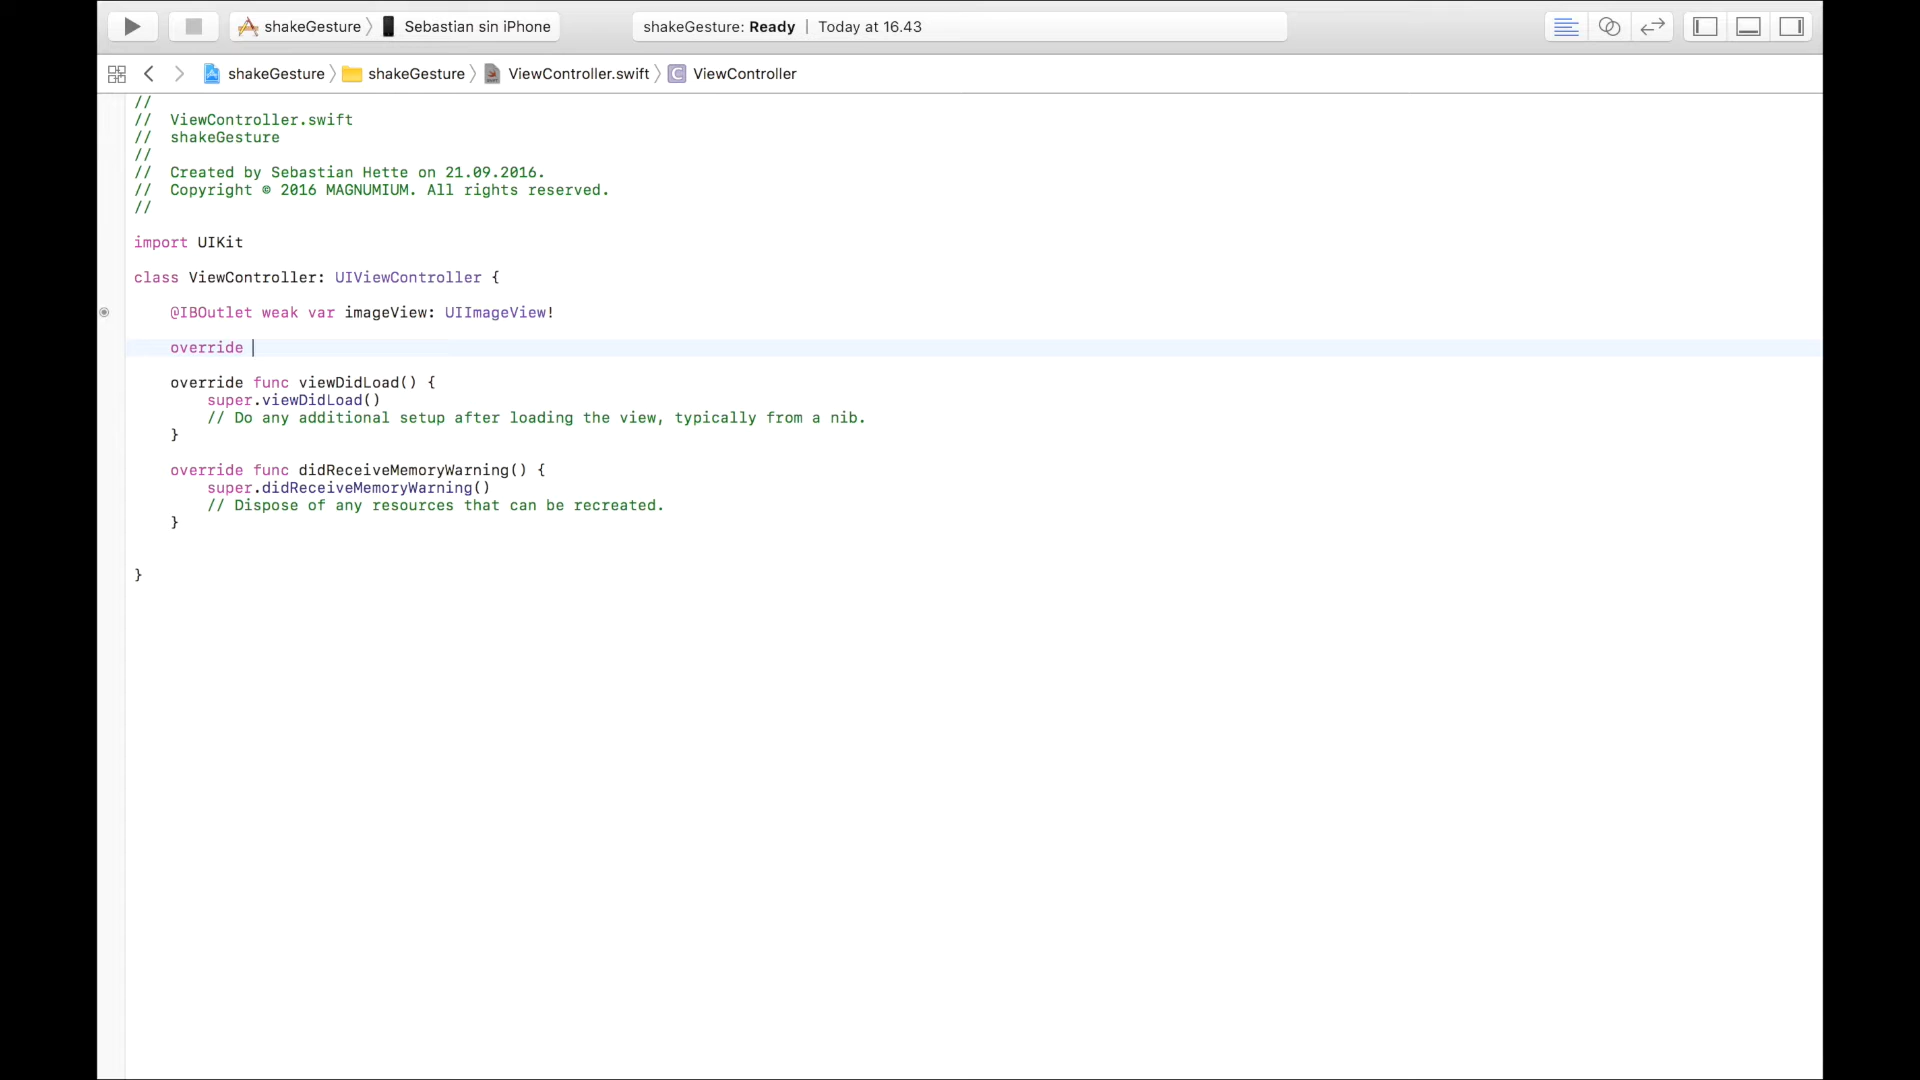 shakeGesture Sebastian sin iPhone shakeGesture: Ready | Today at 16.43
shakeGesture shakeGesture ViewController.swift C ViewController
//
//  ViewController.swift
//  shakeGesture
//
//  Created by Sebastian Hette on 21.09.2016.
//  Copyright © 2016 MAGNUMIUM. All rights reserved.
//
import UIKit
class ViewController: UIViewController {
    @IBOutlet weak var imageView: UIImageView!
    override
    override func viewDidLoad() {
        super.viewDidLoad()
        // Do any additional setup after loading the view, typically from a nib.
    }
    override func didReceiveMemoryWarning() {
        super.didReceiveMemoryWarning()
        // Dispose of any resources that can be recreated.
    }
}